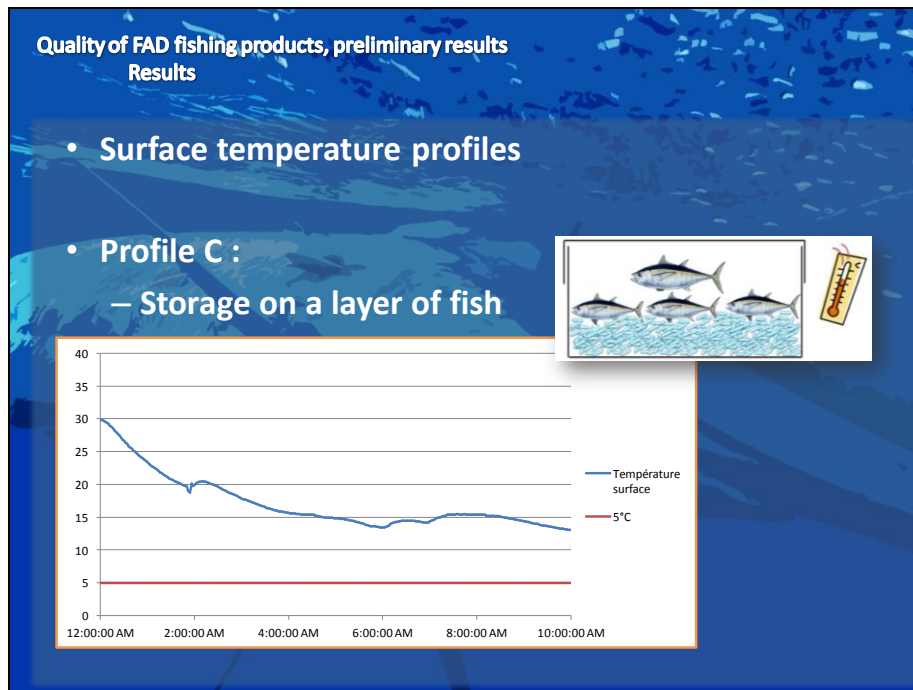 Quality of FAD fishing products, preliminary results
Results
• Surface temperature profiles
• Profile C :
– Storage on a layer of fish
40
35
30
25
20
15
10
5
0
12:00:00 AM 2:00:00 AM 4:00:00 AM 6:00:00 AM 8:00:00 AM 10:00:00 AM
Température
surface
5°C